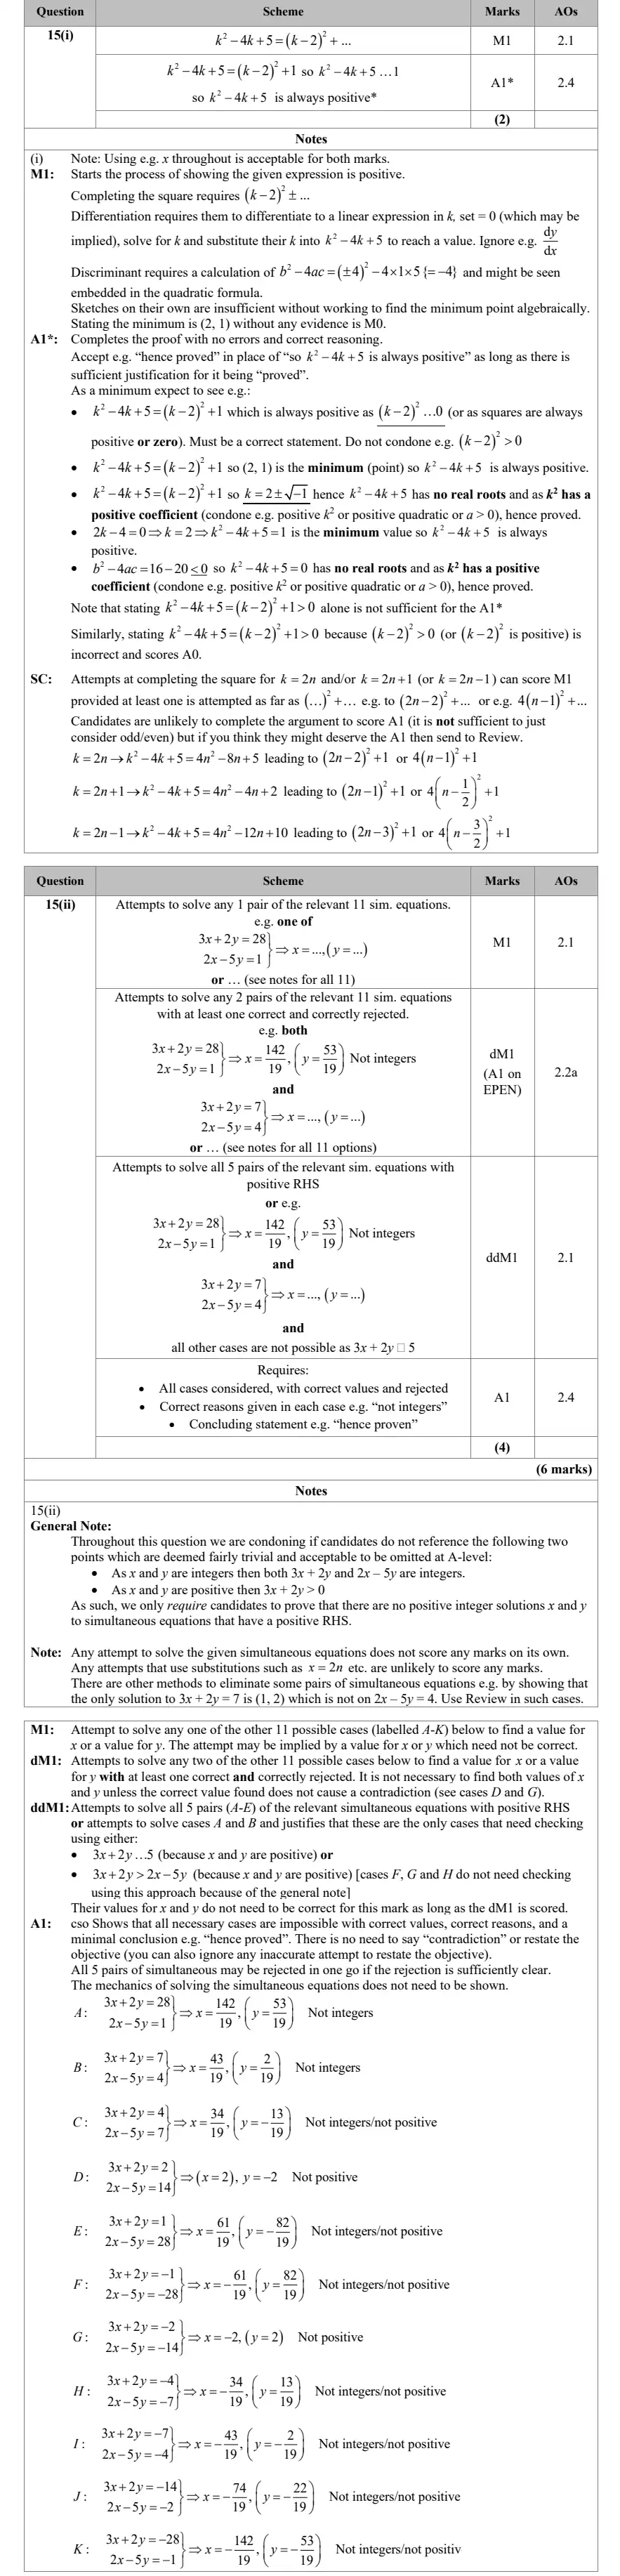 Question Scheme Marks AOs
15(i) k² − 4k + 5 = (k − 2)² + ... M1 2.1
k² − 4k + 5 = (k − 2)² + 1 so k² − 4k + 5 …1
so k² − 4k + 5 is always positive* A1* 2.4
(2)
Notes
(i) Note: Using e.g. x throughout is acceptable for both marks.
M1: Starts the process of showing the given expression is positive.
Completing the square requires (k − 2)² ± ...
Differentiation requires them to differentiate to a linear expression in k, set = 0 (which may be
implied), solve for k and substitute their k into k² − 4k + 5 to reach a value. Ignore e.g. dy/dx
Discriminant requires a calculation of b² − 4ac = (±4)² − 4×1×5 {= −4} and might be seen
embedded in the quadratic formula.
Sketches on their own are insufficient without working to find the minimum point algebraically.
Stating the minimum is (2, 1) without any evidence is M0.
A1*: Completes the proof with no errors and correct reasoning.
Accept e.g. “hence proved” in place of “so k² − 4k + 5 is always positive” as long as there is
sufficient justification for it being “proved”.
As a minimum expect to see e.g.:
• k² − 4k + 5 = (k − 2)² + 1 which is always positive as (k − 2)² …0 (or as squares are always
positive or zero). Must be a correct statement. Do not condone e.g. (k − 2)² > 0
• k² − 4k + 5 = (k − 2)² + 1 so (2, 1) is the minimum (point) so k² − 4k + 5 is always positive.
• k² − 4k + 5 = (k − 2)² + 1 so k = 2 ± √−1 hence k² − 4k + 5 has no real roots and as k² has a
positive coefficient (condone e.g. positive k² or positive quadratic or a > 0), hence proved.
• 2k − 4 = 0 ⇒ k = 2 ⇒ k² − 4k + 5 = 1 is the minimum value so k² − 4k + 5 is always
positive.
• b² − 4ac = 16 − 20 < 0 so k² − 4k + 5 = 0 has no real roots and as k² has a positive
coefficient (condone e.g. positive k² or positive quadratic or a > 0), hence proved.
Note that stating k² − 4k + 5 = (k − 2)² + 1 > 0 alone is not sufficient for the A1*
Similarly, stating k² − 4k + 5 = (k − 2)² + 1 > 0 because (k − 2)² > 0 (or (k − 2)² is positive) is
incorrect and scores A0.
SC: Attempts at completing the square for k = 2n and/or k = 2n + 1 (or k = 2n − 1) can score M1
provided at least one is attempted as far as (…)² + … e.g. to (2n − 2)² + ... or e.g. 4(n − 1)² + ...
Candidates are unlikely to complete the argument to score A1 (it is not sufficient to just
consider odd/even) but if you think they might deserve the A1 then send to Review.
k = 2n → k² − 4k + 5 = 4n² − 8n + 5 leading to (2n − 2)² + 1 or 4(n − 1)² + 1
k = 2n + 1 → k² − 4k + 5 = 4n² − 4n + 2 leading to (2n − 1)² + 1 or 4(n − 1/2)² + 1
k = 2n − 1 → k² − 4k + 5 = 4n² − 12n + 10 leading to (2n − 3)² + 1 or 4(n − 3/2)² + 1
Question Scheme Marks AOs
15(ii) Attempts to solve any 1 pair of the relevant 11 sim. equations.
e.g. one of
3x + 2y = 28
2x − 5y = 1 } ⇒ x = ..., (y = ...) M1 2.1
or … (see notes for all 11)
Attempts to solve any 2 pairs of the relevant 11 sim. equations
with at least one correct and correctly rejected.
e.g. both
3x + 2y = 28
2x − 5y = 1 } ⇒ x = 142/19, (y = 53/19) Not integers
and
3x + 2y = 7
2x − 5y = 4 } ⇒ x = ..., (y = ...)
or … (see notes for all 11 options)
dM1
(A1 on
EPEN) 2.2a
Attempts to solve all 5 pairs of the relevant sim. equations with
positive RHS
or e.g.
3x + 2y = 28
2x − 5y = 1 } ⇒ x = 142/19, (y = 53/19) Not integers
and
3x + 2y = 7
2x − 5y = 4 } ⇒ x = ..., (y = ...)
and
all other cases are not possible as 3x + 2y □ 5
ddM1 2.1
Requires:
• All cases considered, with correct values and rejected
• Correct reasons given in each case e.g. “not integers”
• Concluding statement e.g. “hence proven”
A1 2.4
(4)
(6 marks)
Notes
15(ii)
General Note:
Throughout this question we are condoning if candidates do not reference the following two
points which are deemed fairly trivial and acceptable to be omitted at A-level:
• As x and y are integers then both 3x + 2y and 2x – 5y are integers.
• As x and y are positive then 3x + 2y > 0
As such, we only require candidates to prove that there are no positive integer solutions x and y
to simultaneous equations that have a positive RHS.
Note: Any attempt to solve the given simultaneous equations does not score any marks on its own.
Any attempts that use substitutions such as x = 2n etc. are unlikely to score any marks.
There are other methods to eliminate some pairs of simultaneous equations e.g. by showing that
the only solution to 3x + 2y = 7 is (1, 2) which is not on 2x – 5y = 4. Use Review in such cases.
M1: Attempt to solve any one of the other 11 possible cases (labelled A-K) below to find a value for
x or a value for y. The attempt may be implied by a value for x or y which need not be correct.
dM1: Attempts to solve any two of the other 11 possible cases below to find a value for x or a value
for y with at least one correct and correctly rejected. It is not necessary to find both values of x
and y unless the correct value found does not cause a contradiction (see cases D and G).
ddM1: Attempts to solve all 5 pairs (A-E) of the relevant simultaneous equations with positive RHS
or attempts to solve cases A and B and justifies that these are the only cases that need checking
using either:
• 3x + 2y …5 (because x and y are positive) or
• 3x + 2y > 2x − 5y (because x and y are positive) [cases F, G and H do not need checking
using this approach because of the general note]
Their values for x and y do not need to be correct for this mark as long as the dM1 is scored.
A1: cso Shows that all necessary cases are impossible with correct values, correct reasons, and a
minimal conclusion e.g. “hence proved”. There is no need to say “contradiction” or restate the
objective (you can also ignore any inaccurate attempt to restate the objective).
All 5 pairs of simultaneous may be rejected in one go if the rejection is sufficiently clear.
The mechanics of solving the simultaneous equations does not need to be shown.
A: 3x + 2y = 28
2x − 5y = 1 } ⇒ x = 142/19, (y = 53/19) Not integers
B: 3x + 2y = 7
2x − 5y = 4 } ⇒ x = 43/19, (y = 2/19) Not integers
C: 3x + 2y = 4
2x − 5y = 7 } ⇒ x = 34/19, (y = −13/19) Not integers/not positive
D: 3x + 2y = 2
2x − 5y = 14 } ⇒ (x = 2), y = −2 Not positive
E: 3x + 2y = 1
2x − 5y = 28 } ⇒ x = 61/19, (y = −82/19) Not integers/not positive
F: 3x + 2y = −1
2x − 5y = −28 } ⇒ x = −61/19, (y = 82/19) Not integers/not positive
G: 3x + 2y = −2
2x − 5y = −14 } ⇒ x = −2, (y = 2) Not positive
H: 3x + 2y = −4
2x − 5y = −7 } ⇒ x = −34/19, (y = 13/19) Not integers/not positive
I: 3x + 2y = −7
2x − 5y = −4 } ⇒ x = −43/19, (y = −2/19) Not integers/not positive
J: 3x + 2y = −14
2x − 5y = −2 } ⇒ x = −74/19, (y = −22/19) Not integers/not positive
K: 3x + 2y = −28
2x − 5y = −1 } ⇒ x = −142/19, (y = −53/19) Not integers/not positiv